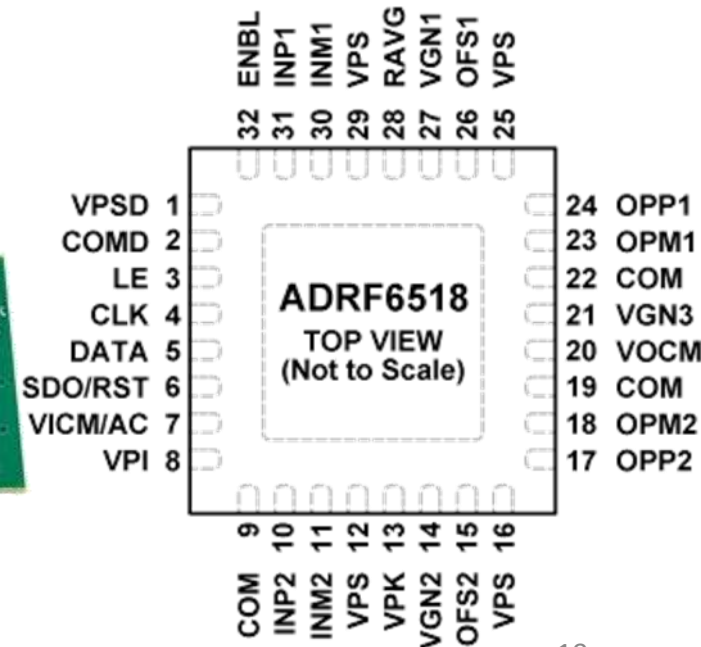 32 ENBL
31 INP1
30 INM1
29 VPS
28 RAVG
27 VGN1
26 OFS1
25 VPS
VPSD 1
COMD 2
LE 3
CLK 4
DATA 5
SDO/RST 6
VICM/AC 7
VPI 8
ADRF6518
TOP VIEW
(Not to Scale)
24 OPP1
23 OPM1
22 COM
21 VGN3
20 VOCM
19 COM
18 OPM2
17 OPP2
COM 9
INP2 10
INM2 11
VPS 12
VPK 13
VGN2 14
OFS2 15
VPS 16